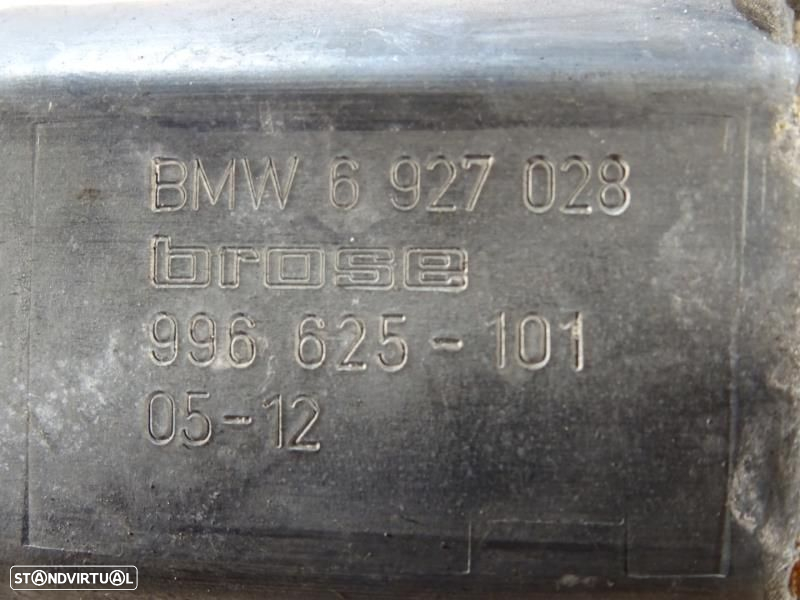 BMW 6 927 028
brose
996 625-101
05-12
STANDVIRTUAL